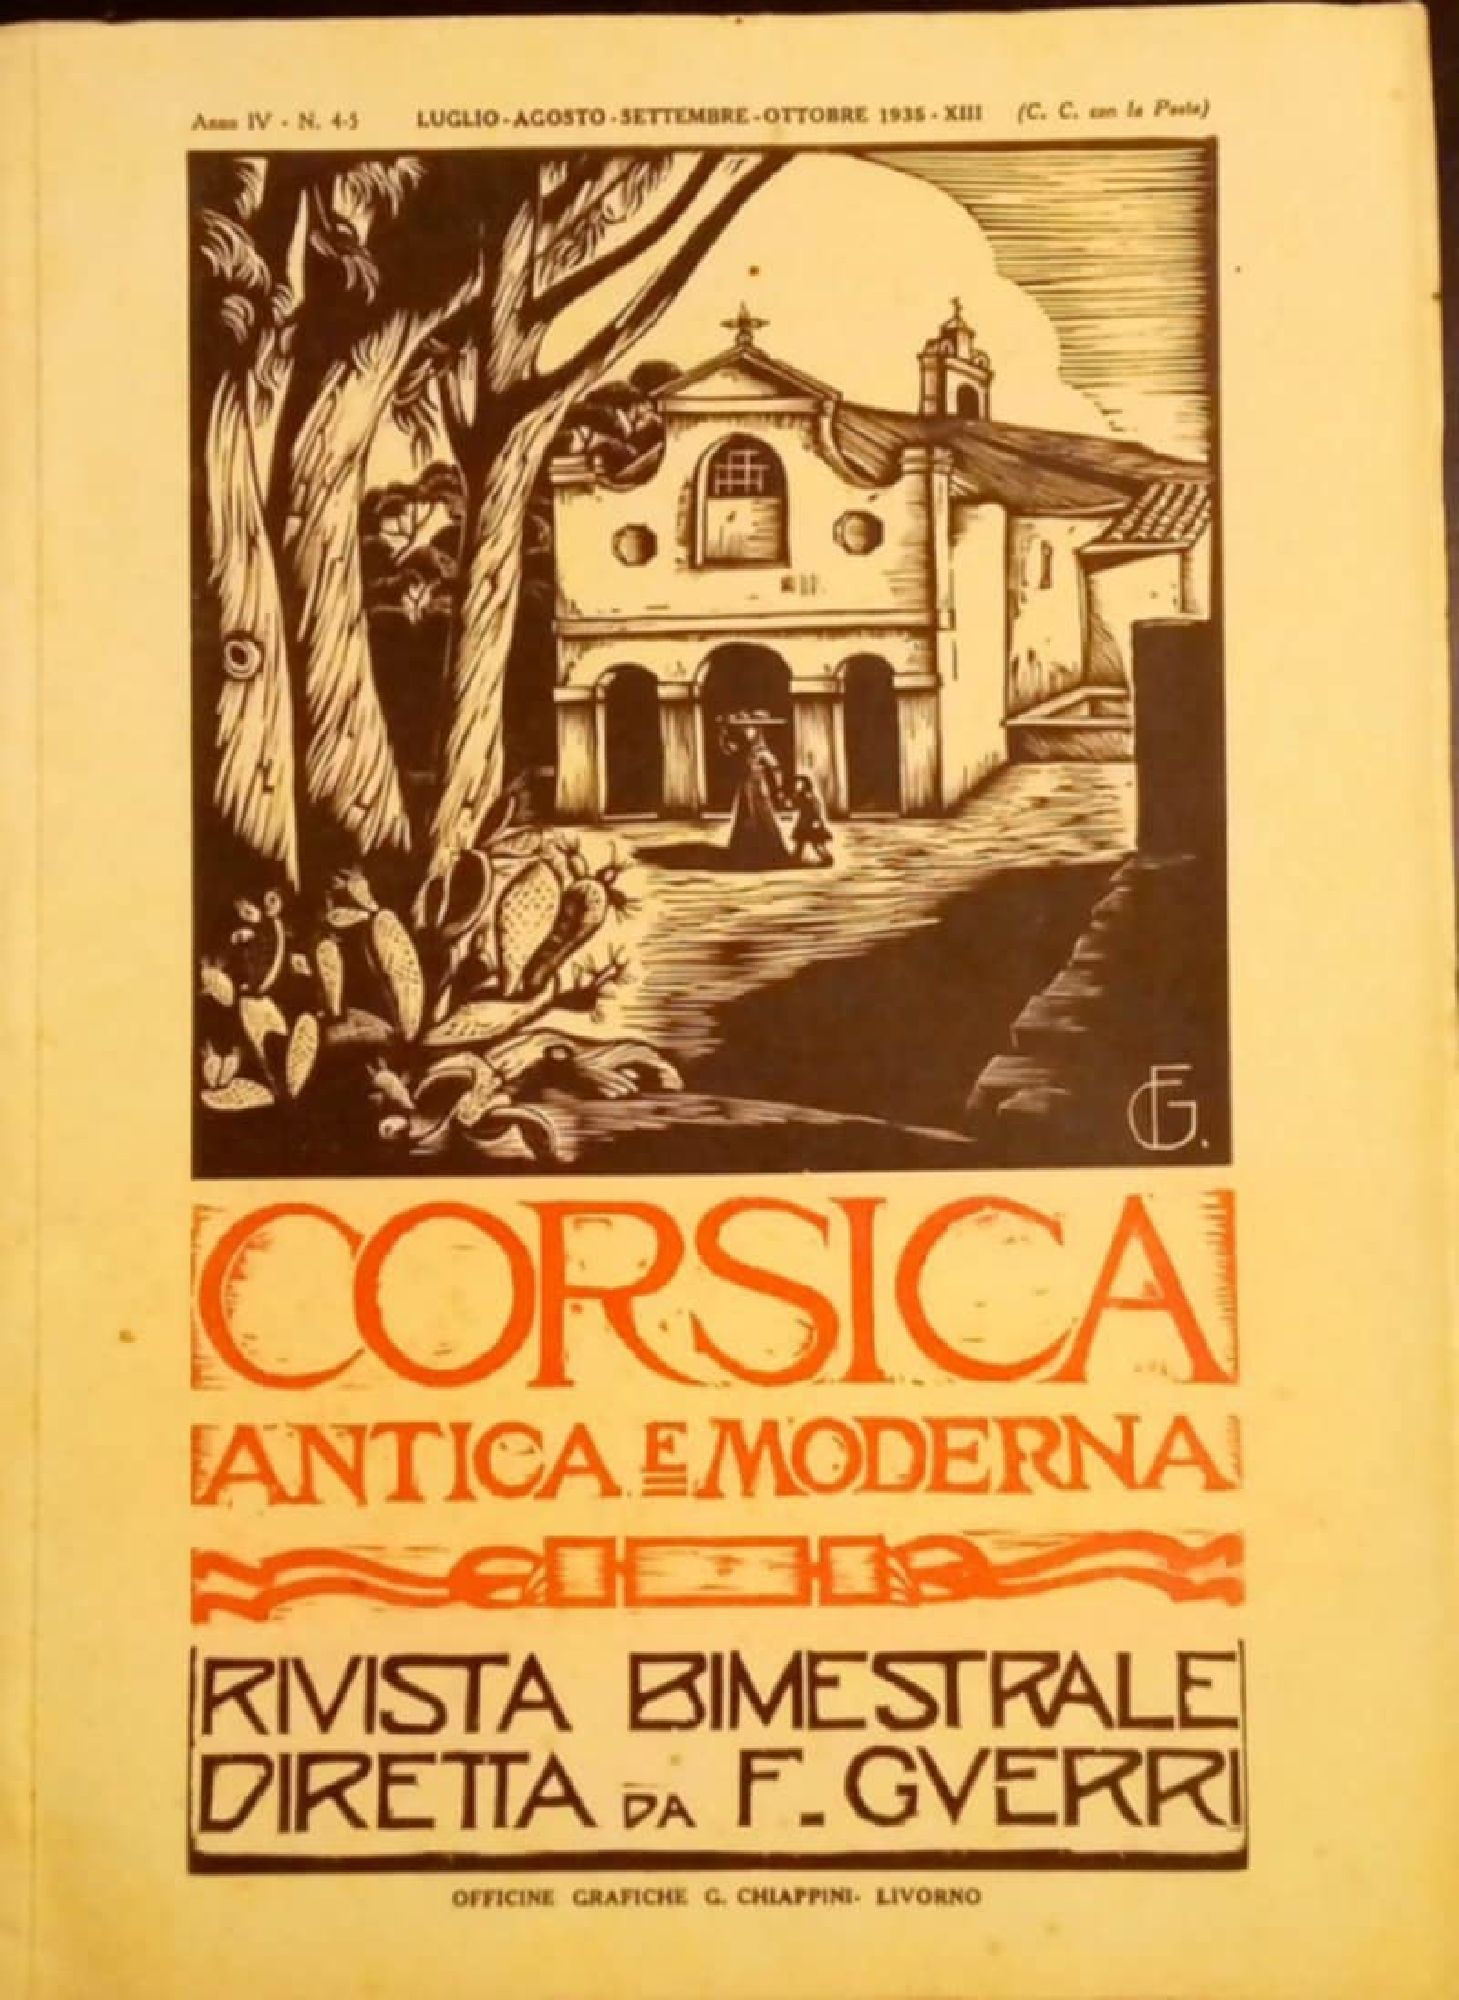 Anno IV - N. 4-5 LUGLIO-AGOSTO-SETTEMBRE-OTTOBRE 1935-XIII (C. C. con la Posta)
FG.
CORSICA
ANTICA E MODERNA
RIVISTA BIMESTRALE
DIRETTA DA F. GVERRI
OFFICINE GRAFICHE G. CHIAPPINI - LIVORNO